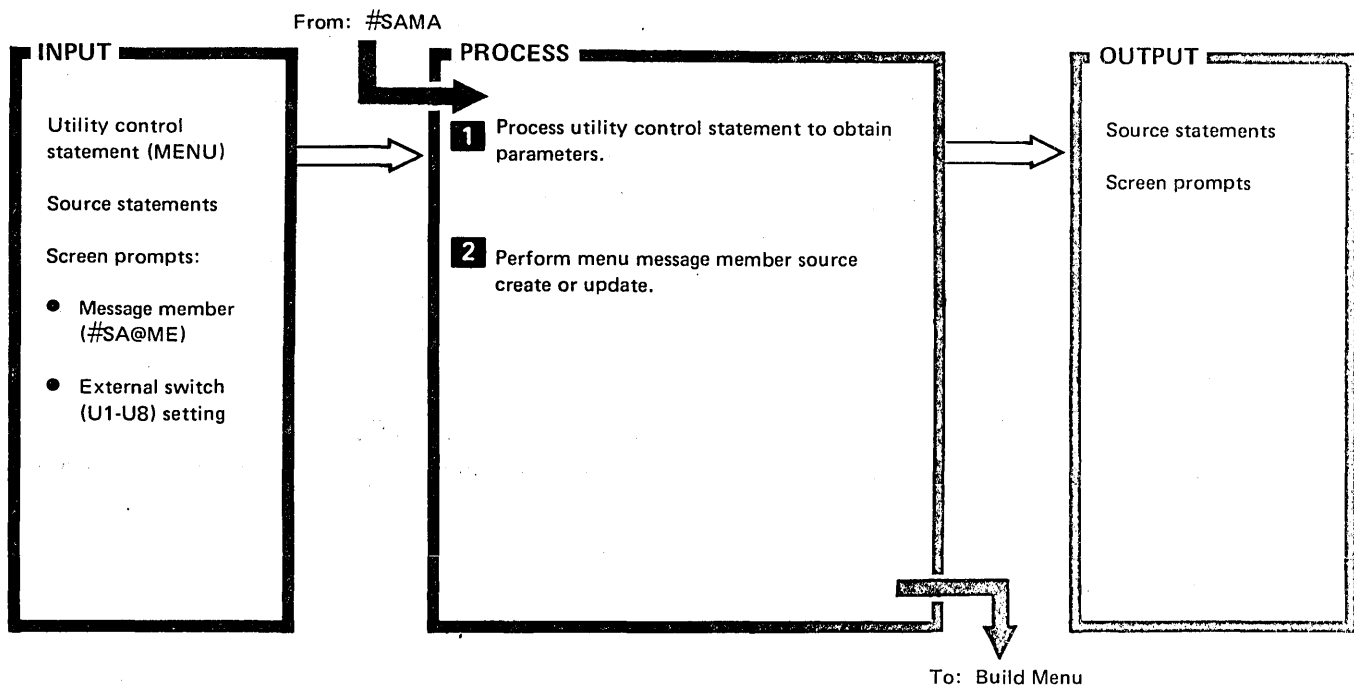 From: #SAMA
INPUT
Utility control
statement (MENU)
Source statements
Screen prompts:
● Message member
(#SA@ME)
● External switch
(U1-U8) setting
PROCESS
1 Process utility control statement to obtain
parameters.
2 Perform menu message member source
create or update.
OUTPUT
Source statements
Screen prompts
To: Build Menu